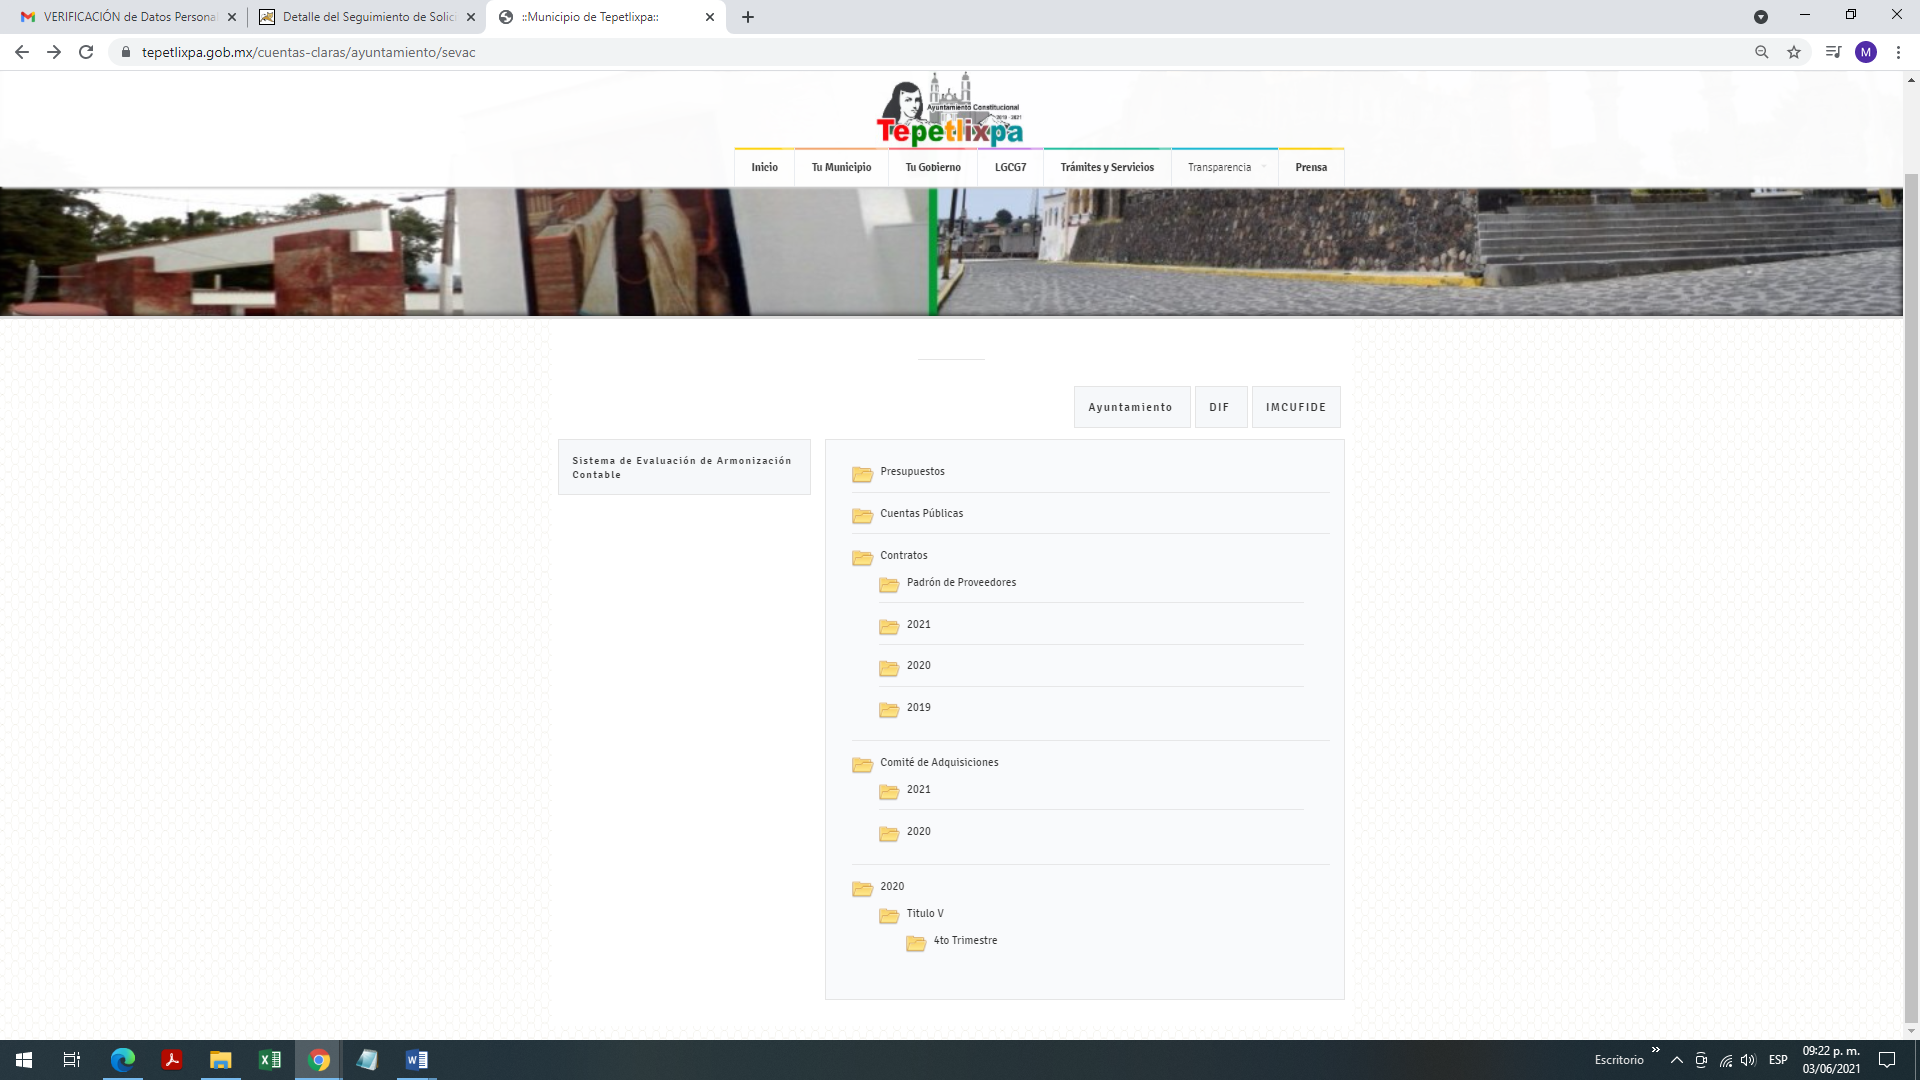 VERIFICACIÓN de Datos Persona
Detalle del Seguimiento de Solic
::Municipio de Tepetlixpa::
tepetlixpa.gob.mx/cuentas-claras/ayuntamiento/sevac
M
Ayuntamiento Constitucional
2019 - 2021
Tepetlixpa
Inicio
Tu Municipio
Tu Gobierno
LGCG7
Trámites y Servicios
Transparencia
Prensa
Ayuntamiento
DIF
IMCUFIDE
Sistema de Evaluación de Armonización
Contable
Presupuestos
Cuentas Públicas
Contratos
Padrón de Proveedores
2021
2020
2019
Comité de Adquisiciones
2021
2020
2020
Titulo V
4to Trimestre
Escritorio
ESP
09:22 p. m.
03/06/2021